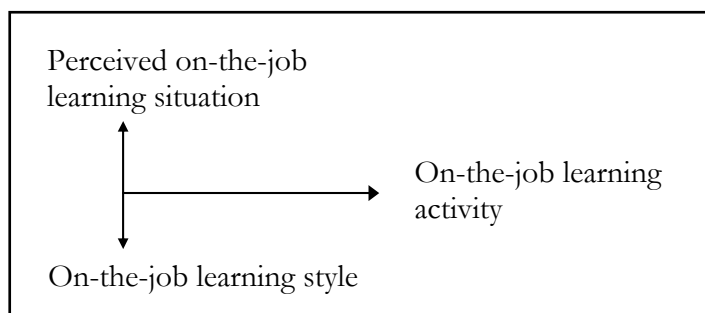 Perceived on-the-job
learning situation
On-the-job learning
activity
On-the-job learning style